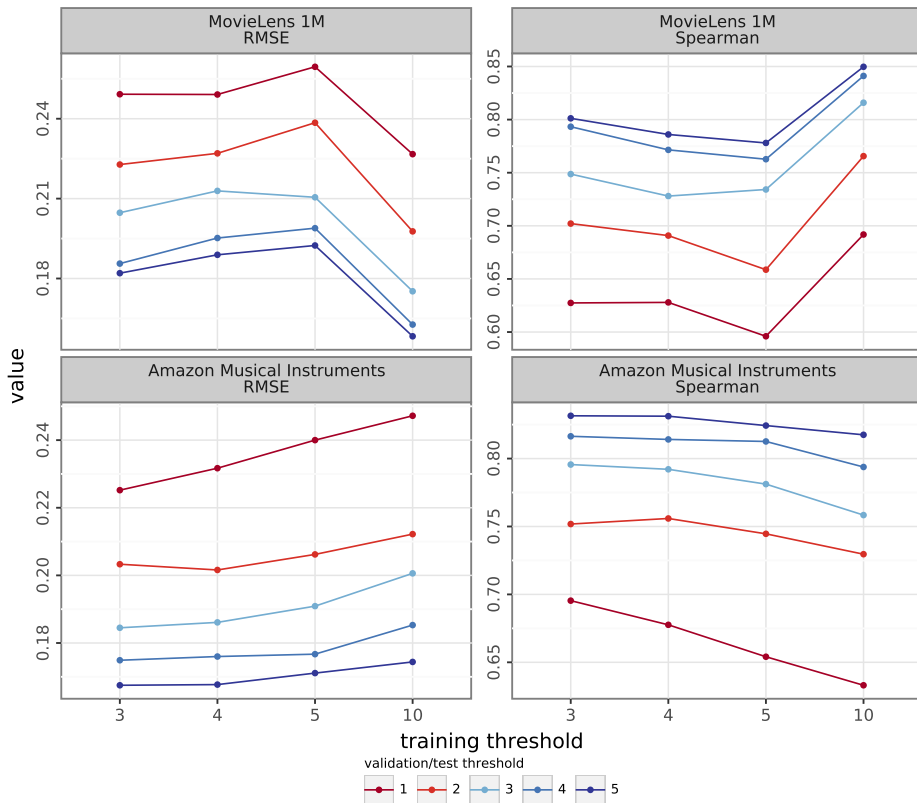 MovieLens 1M
RMSE
MovieLens 1M
Spearman
0.24
0.21
0.18
0.85
0.80
0.75
0.70
0.65
0.60
value
Amazon Musical Instruments
RMSE
Amazon Musical Instruments
Spearman
0.24
0.22
0.20
0.18
0.80
0.75
0.70
0.65
3 4 5 10
3 4 5 10
training threshold
validation/test threshold
1 2 3 4 5